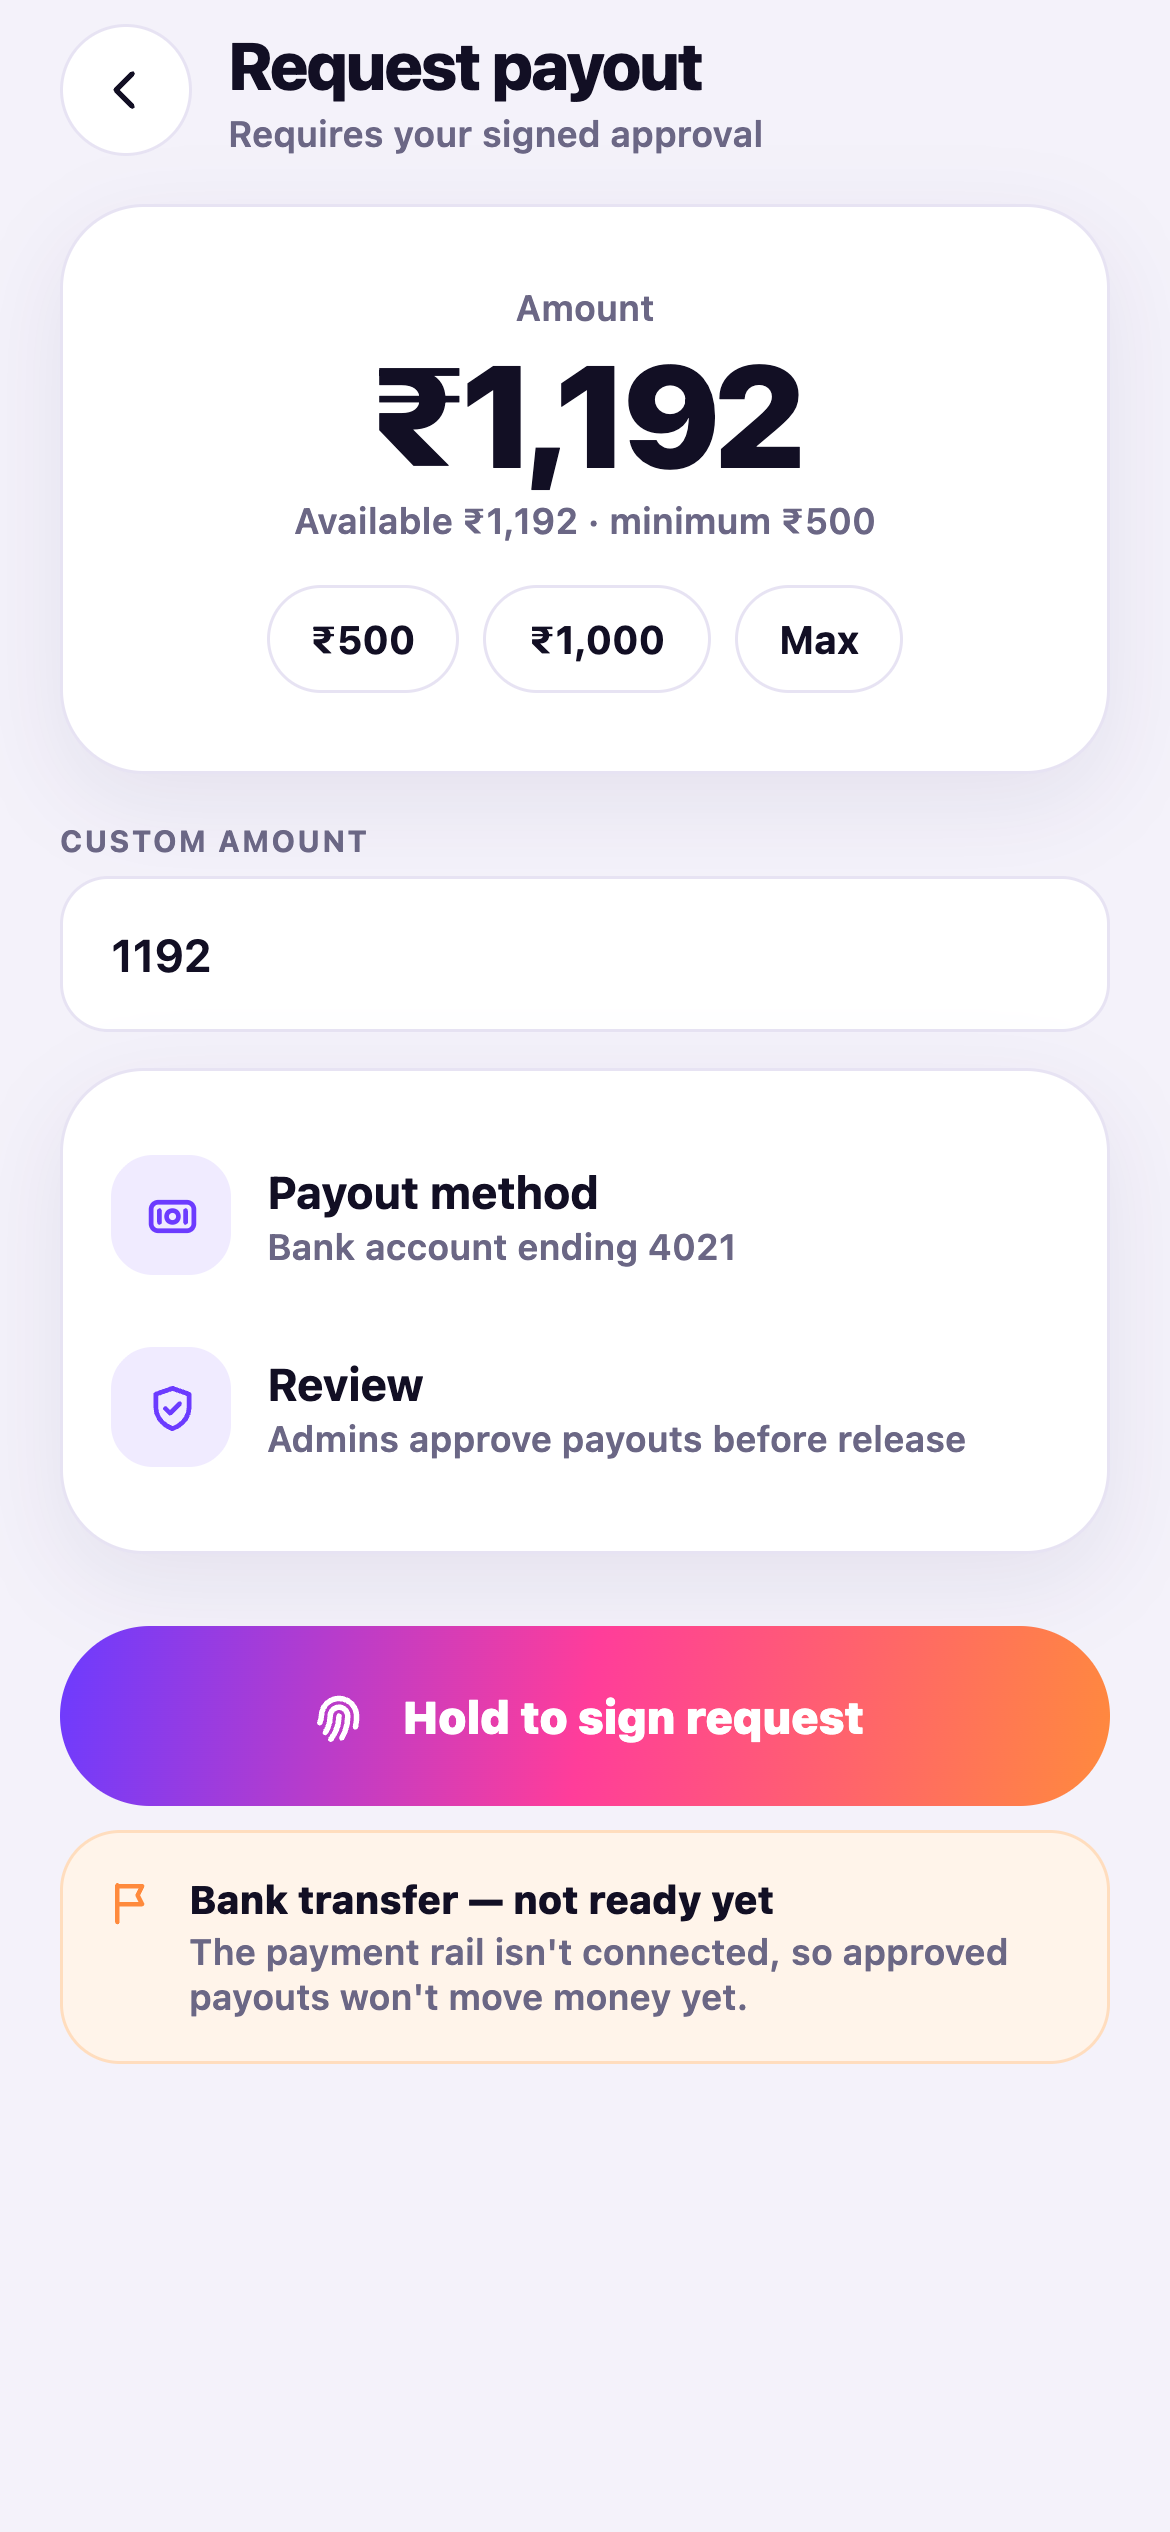 Request payout
Requires your signed approval
Amount
₹1,192
Available ₹1,192 · minimum ₹500
₹500
₹1,000
Max
CUSTOM AMOUNT
1192
Payout method
Bank account ending 4021
Review
Admins approve payouts before release
Hold to sign request
Bank transfer — not ready yet
The payment rail isn't connected, so approved
payouts won't move money yet.